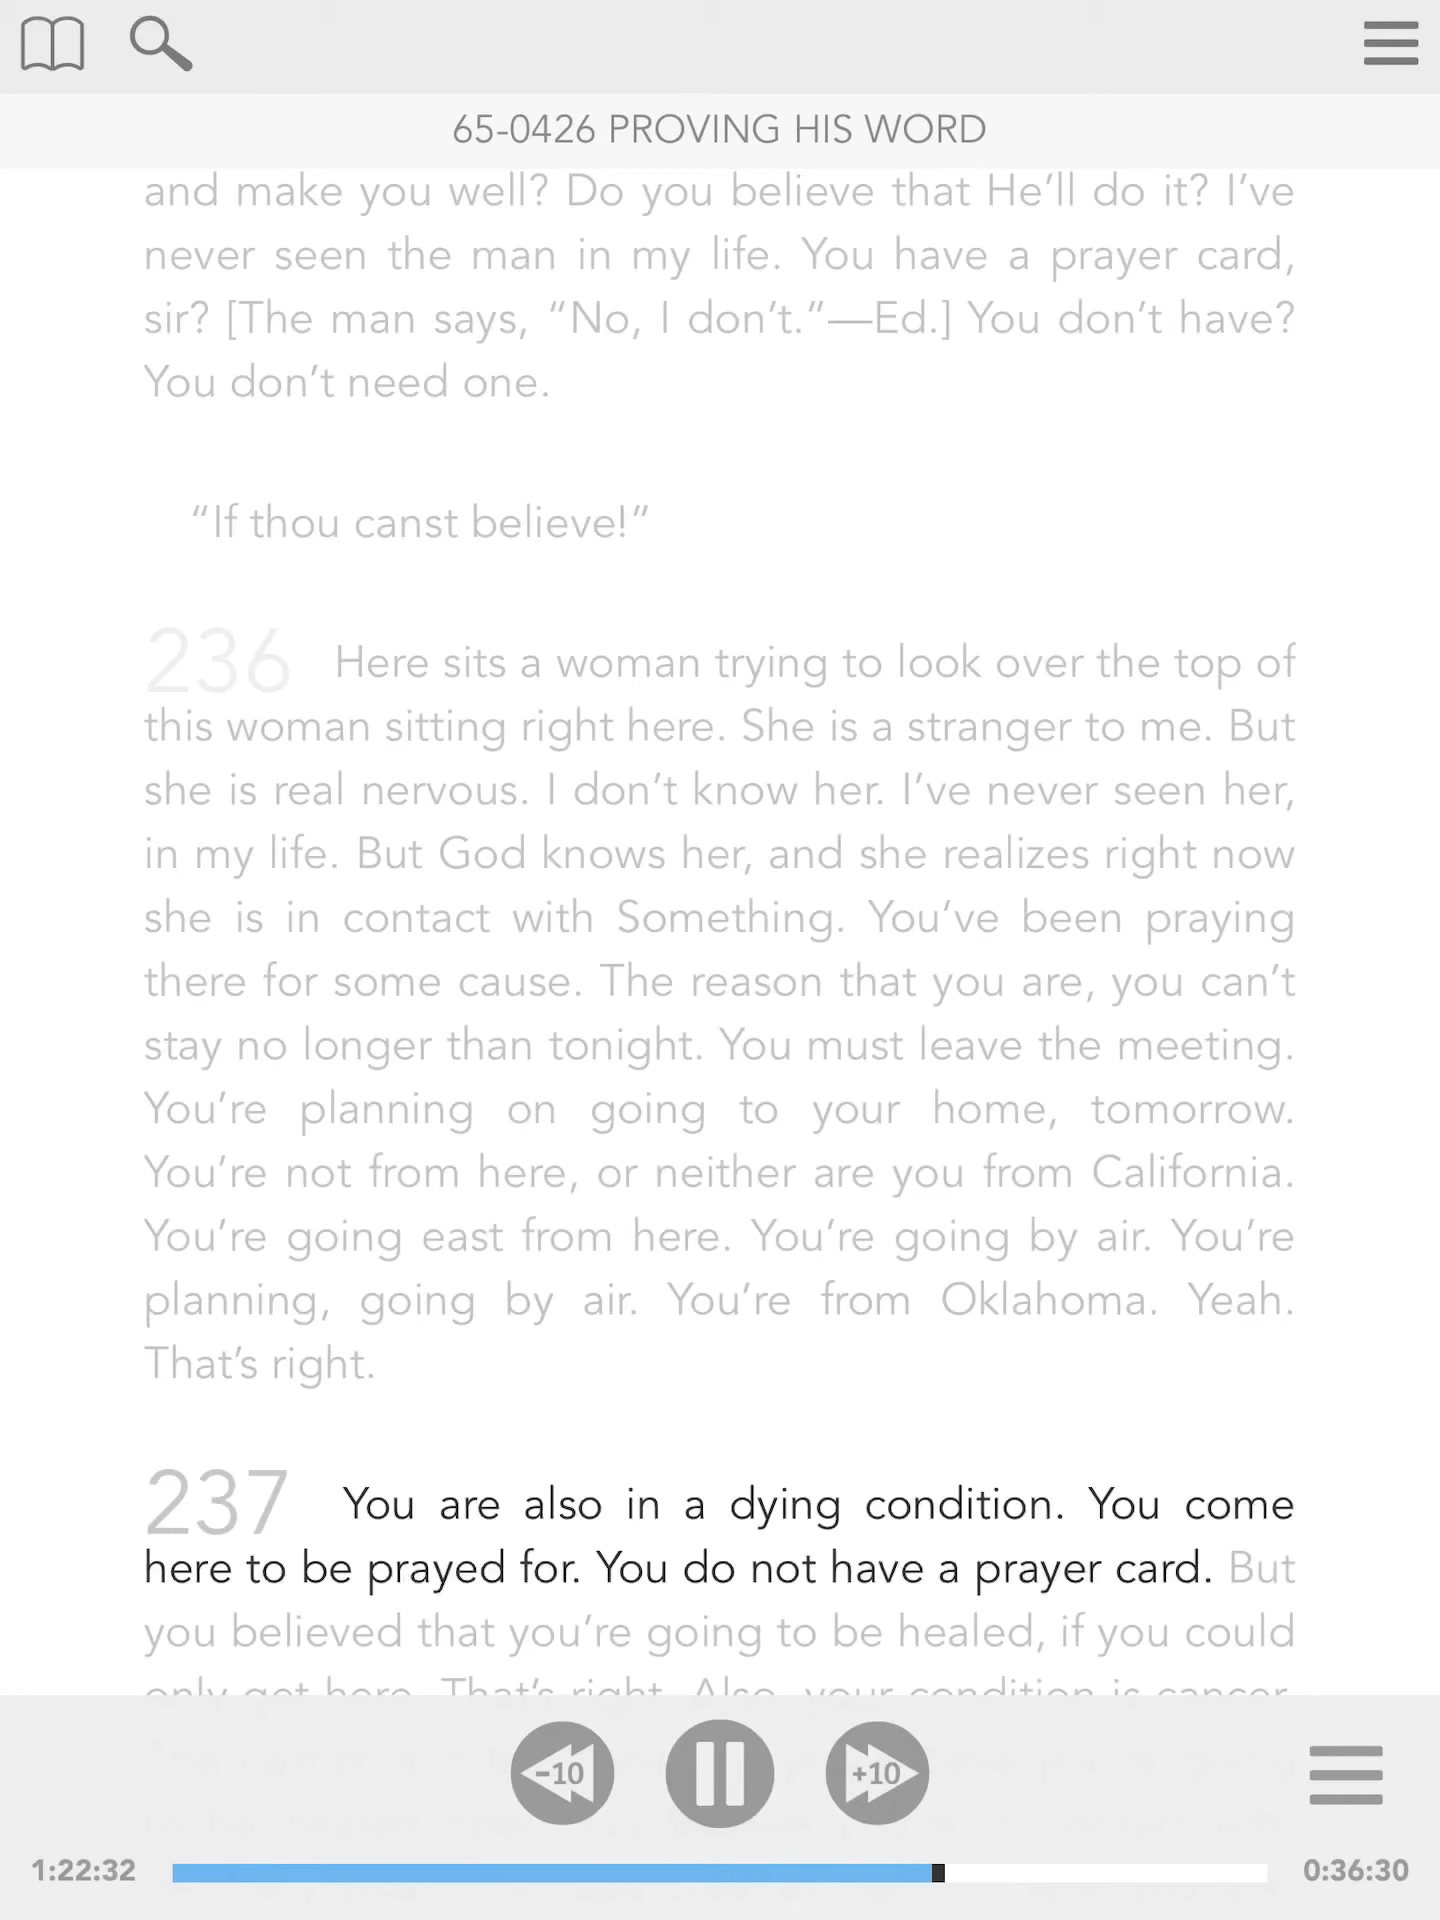 65-0426 PROVING HIS WORD
and make you well? Do you believe that He’ll do it? I’ve
never seen the man in my life. You have a prayer card,
sir? [The man says, “No, I don’t.”—Ed.] You don’t have?
You don’t need one.
“If thou canst believe!”
236 Here sits a woman trying to look over the top of
this woman sitting right here. She is a stranger to me. But
she is real nervous. I don’t know her. I’ve never seen her,
in my life. But God knows her, and she realizes right now
she is in contact with Something. You’ve been praying
there for some cause. The reason that you are, you can’t
stay no longer than tonight. You must leave the meeting.
You’re planning on going to your home, tomorrow.
You’re not from here, or neither are you from California.
You’re going east from here. You’re going by air. You’re
planning, going by air. You’re from Oklahoma. Yeah.
That’s right.
237 You are also in a dying condition. You come
here to be prayed for. You do not have a prayer card. But
you believed that you’re going to be healed, if you could
only get here. That’s right. Also, your condition is cancer.
-10 +10
1:22:32 0:36:30